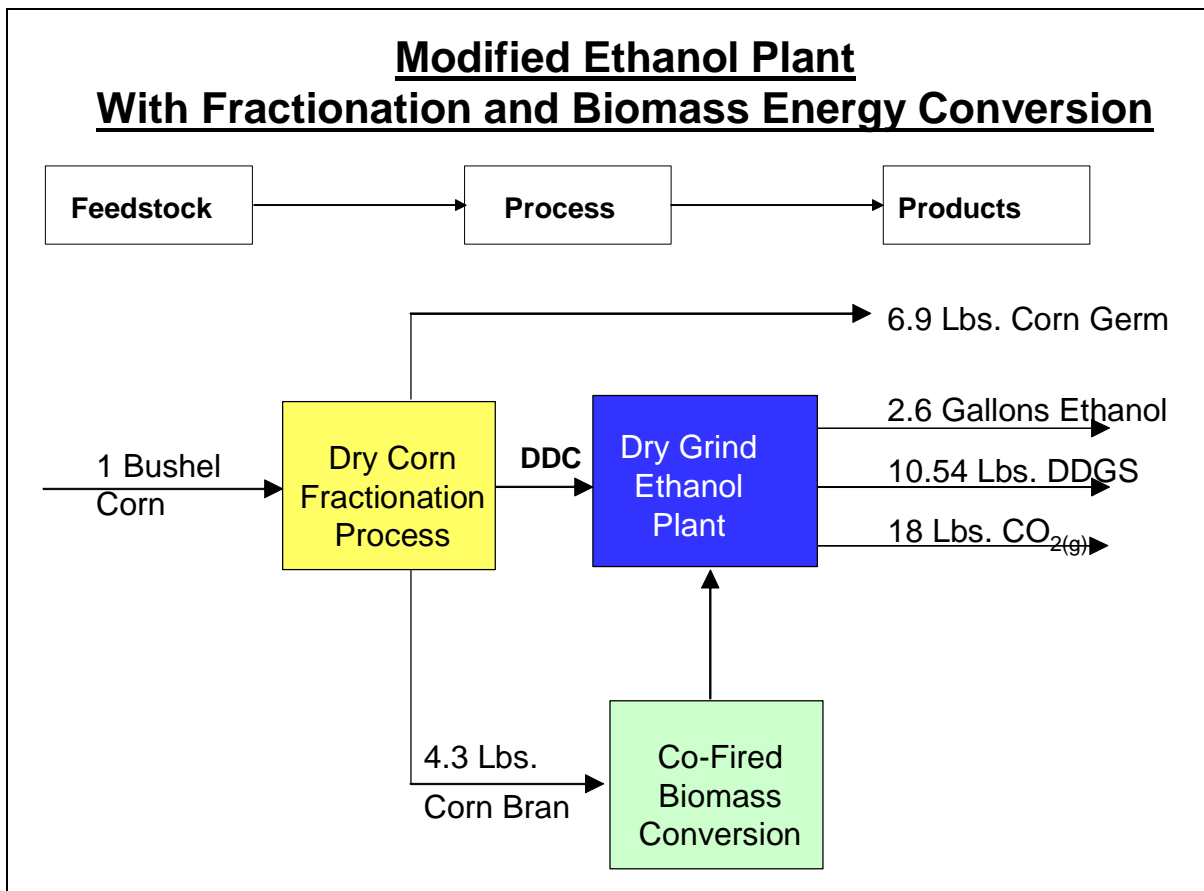 Modified Ethanol Plant
With Fractionation and Biomass Energy Conversion
Feedstock
Process
Products
6.9 Lbs. Corn Germ
1 Bushel
Corn
Dry Corn
Fractionation
Process
DDC
Dry Grind
Ethanol
Plant
2.6 Gallons Ethanol
10.54 Lbs. DDGS
18 Lbs. CO2(g)
4.3 Lbs.
Corn Bran
Co-Fired
Biomass
Conversion